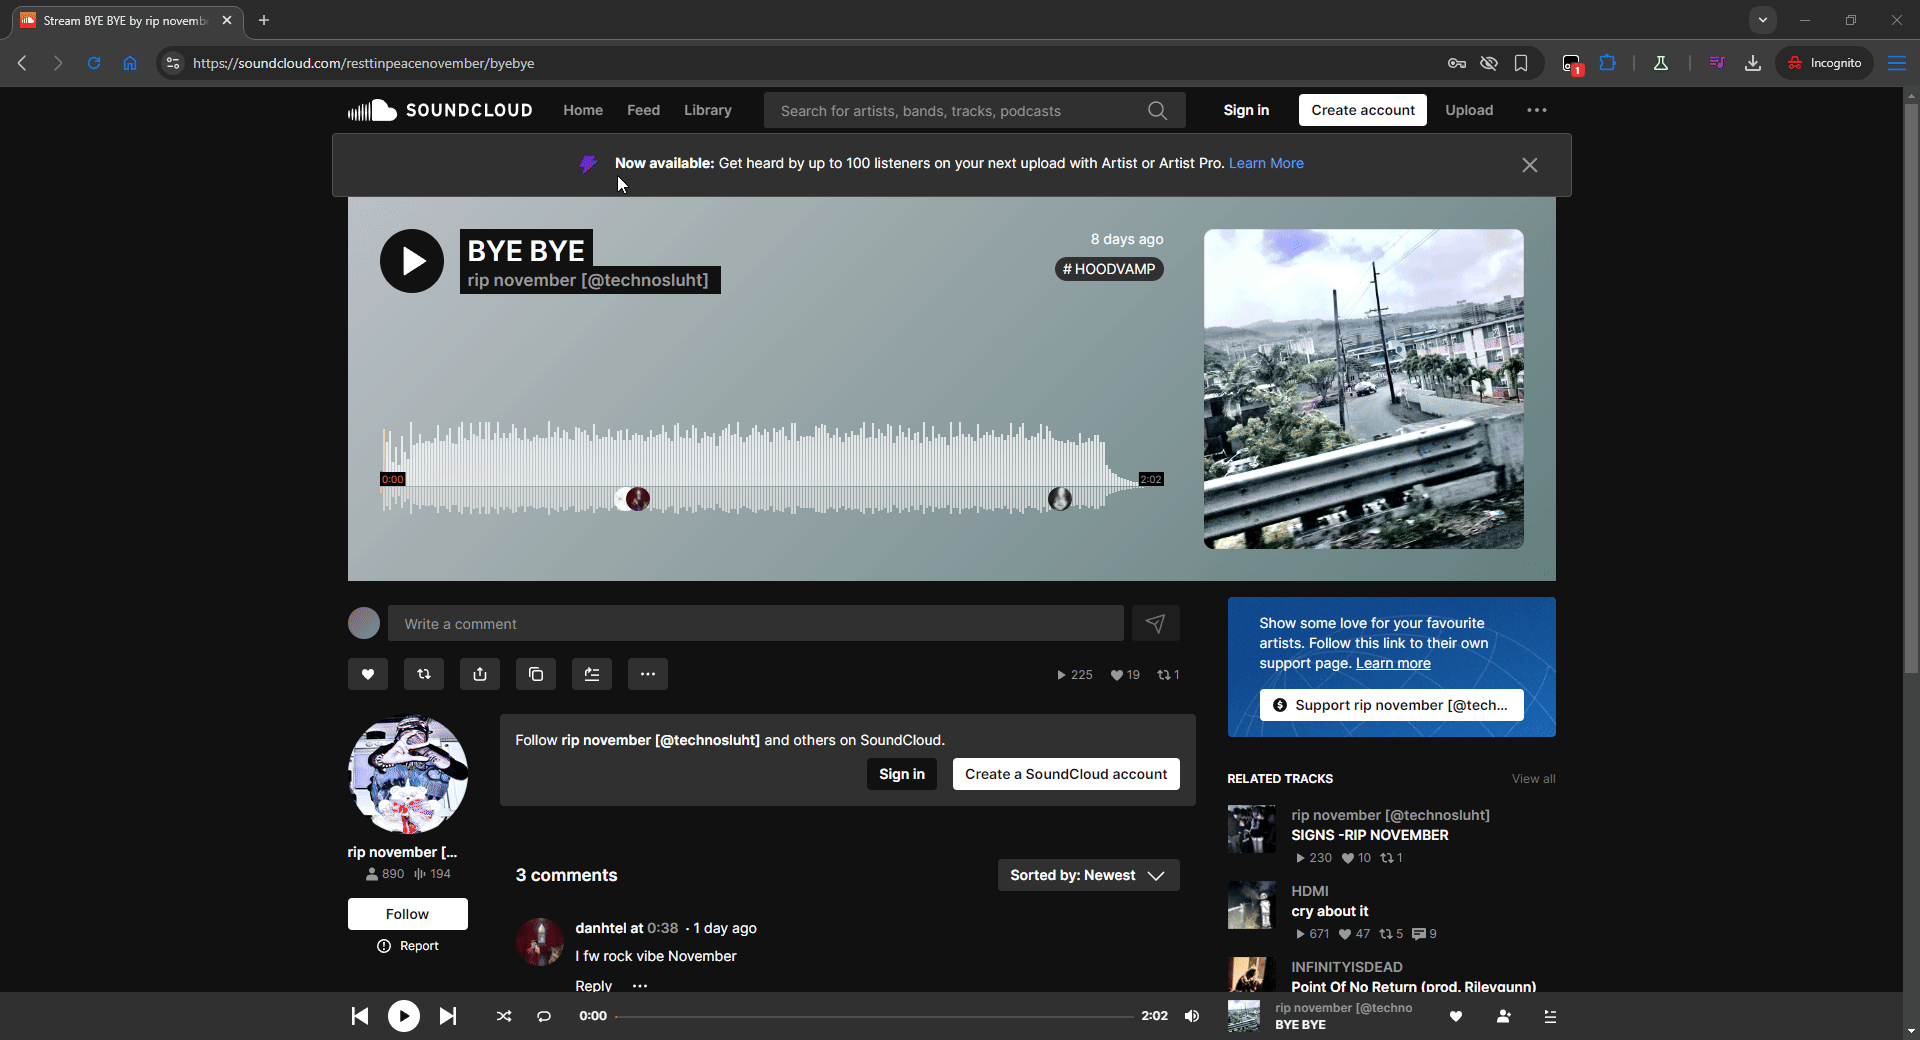 Stream BYE BYE by rip novemb
https://soundcloud.com/resttinpeacenovember/byebye
1
Incognito
SOUNDCLOUD
Home
Feed
Library
Search for artists, bands, tracks, podcasts
Sign in
Create account
Upload
Now available: Get heard by up to 100 listeners on your next upload with Artist or Artist Pro. Learn More
BYE BYE
rip november [@technosluht]
8 days ago
# HOODVAMP
0:00
2:02
Write a comment
225
19
1
Show some love for your favourite
artists. Follow this link to their own
support page. Learn more
Support rip november [@tech...
Follow rip november [@technosluht] and others on SoundCloud.
Sign in
Create a SoundCloud account
rip november [...
890
194
Follow
Report
3 comments
Sorted by: Newest
danhtel at 0:38 · 1 day ago
I fw rock vibe November
Reply
RELATED TRACKS
View all
rip november [@technosluht]
SIGNS -RIP NOVEMBER
230
10
1
HDMI
cry about it
671
47
5
9
INFINITYISDEAD
Point Of No Return (prod. Rileygunn)
0:00
2:02
rip november [@techno
BYE BYE